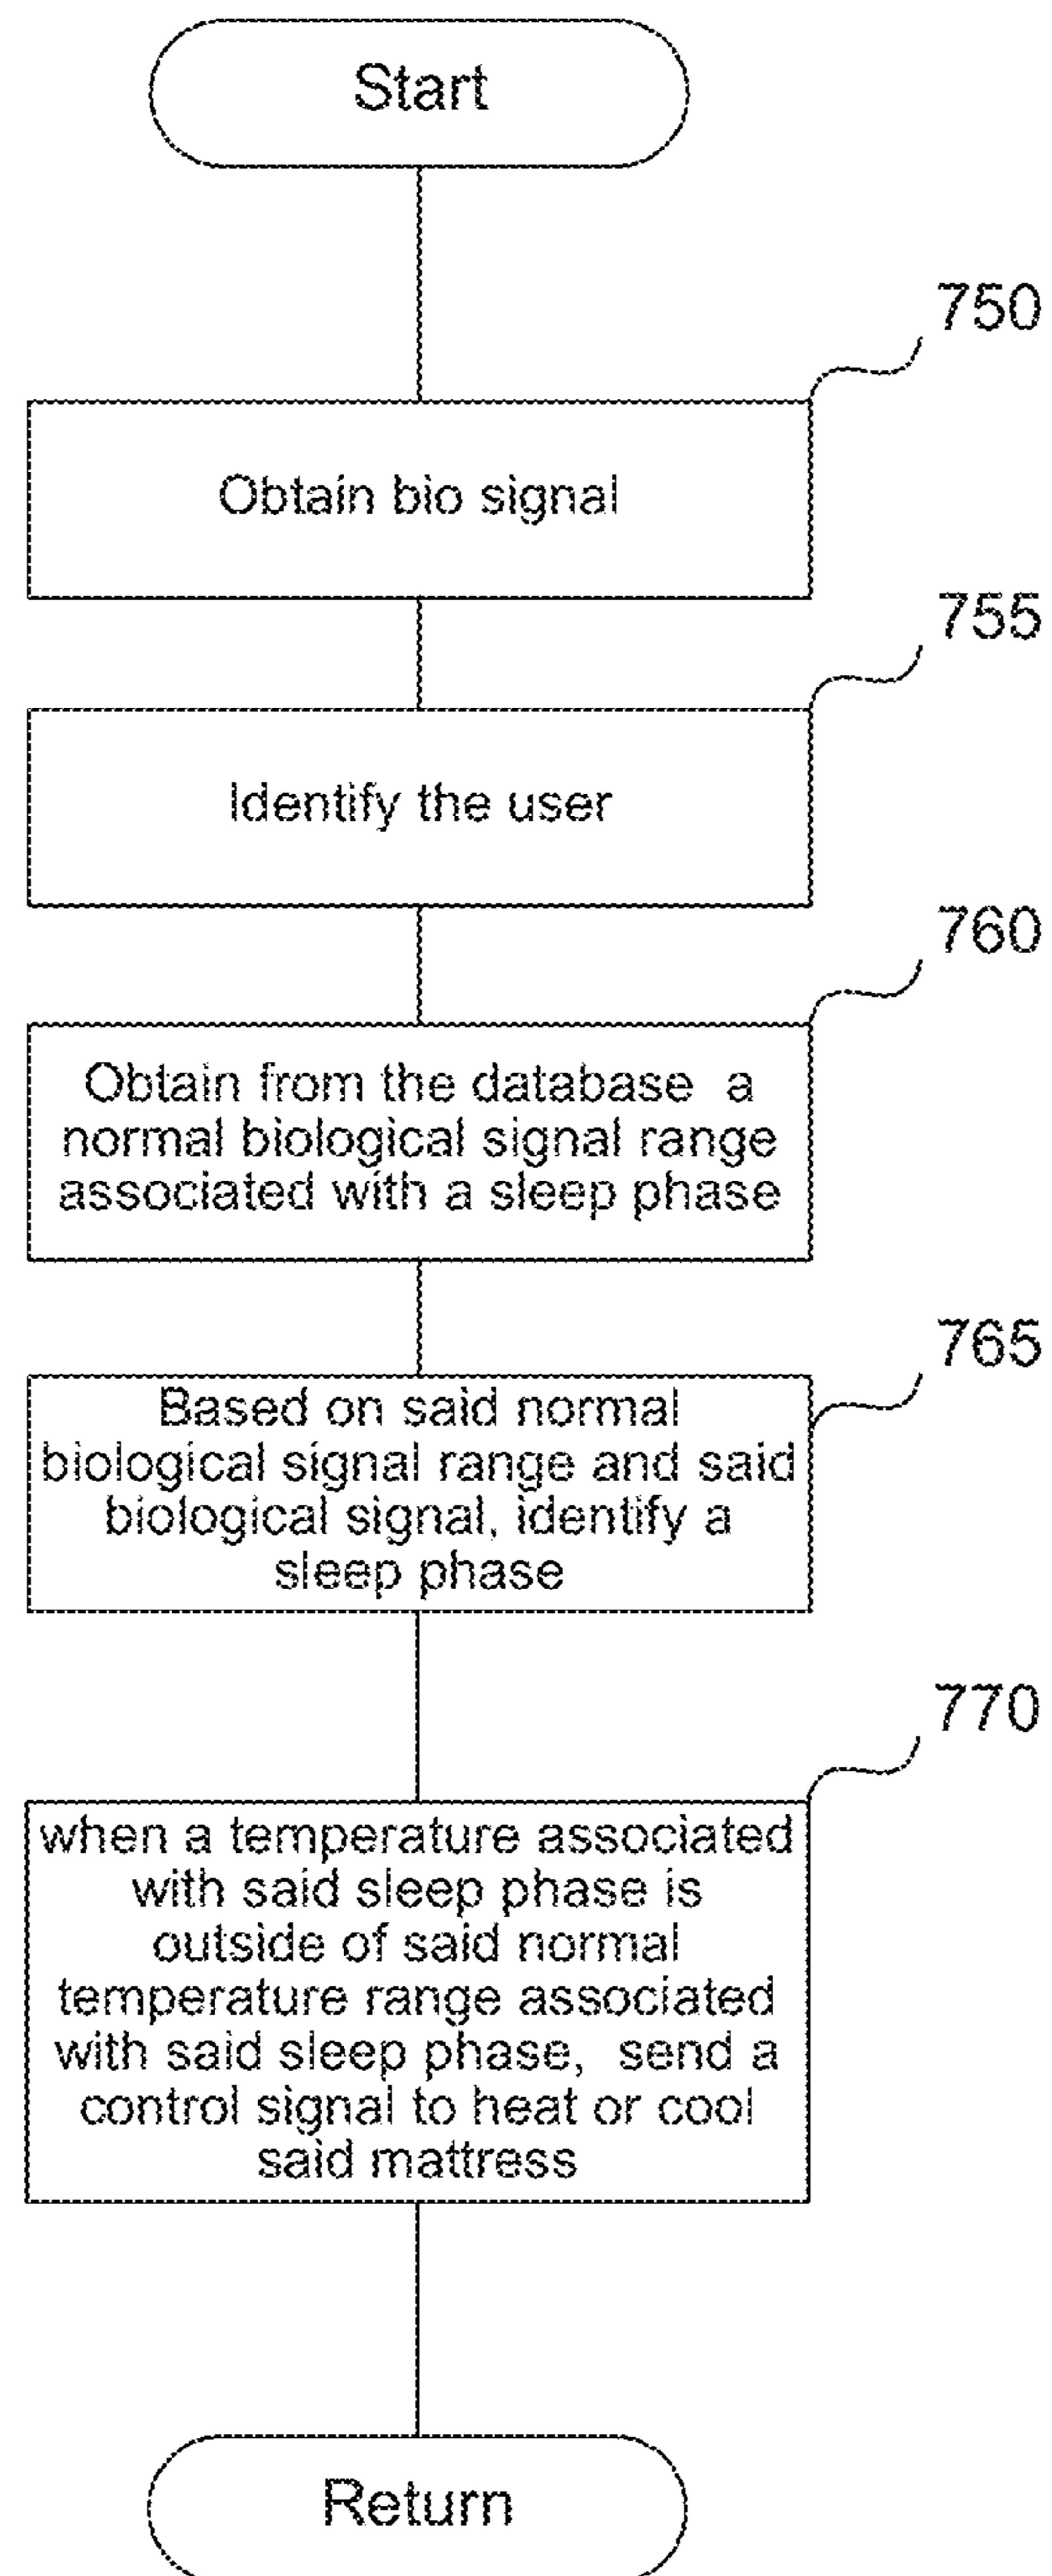 Start
750
Obtain bio signal
755
Identify the user
760
Obtain from the database a
normal biological signal range
associated with a sleep phase
765
Based on said normal
biological signal range and said
biological signal, identify a
sleep phase
770
when a temperature associated
with said sleep phase is
outside of said normal
temperature range associated
with said sleep phase, send a
control signal to heat or cool
said mattress
Return